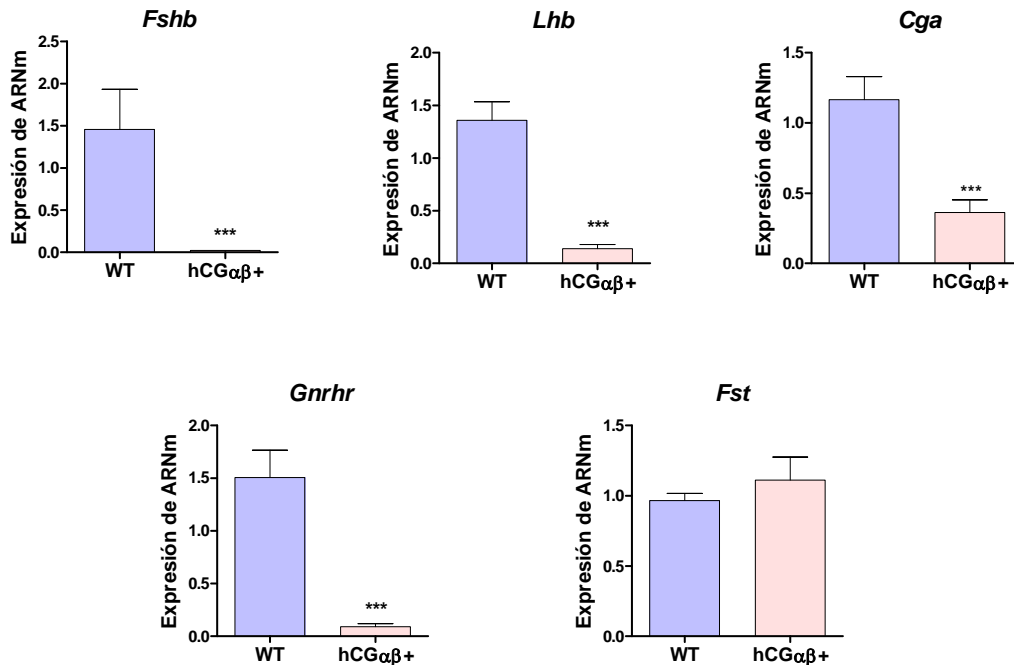 Fshb
Expresión de ARNm
2.5
2.0
1.5
1.0
0.5
0.0
***
WT
hCGαβ+
Lhb
Expresión de ARNm
2.0
1.5
1.0
0.5
0.0
***
WT
hCGαβ+
Cga
Expresión de ARNm
1.5
1.0
0.5
0.0
***
WT
hCGαβ+
Gnrhr
Expresión de ARNm
2.0
1.5
1.0
0.5
0.0
***
WT
hCGαβ+
Fst
Expresión de ARNm
1.5
1.0
0.5
0.0
WT
hCGαβ+